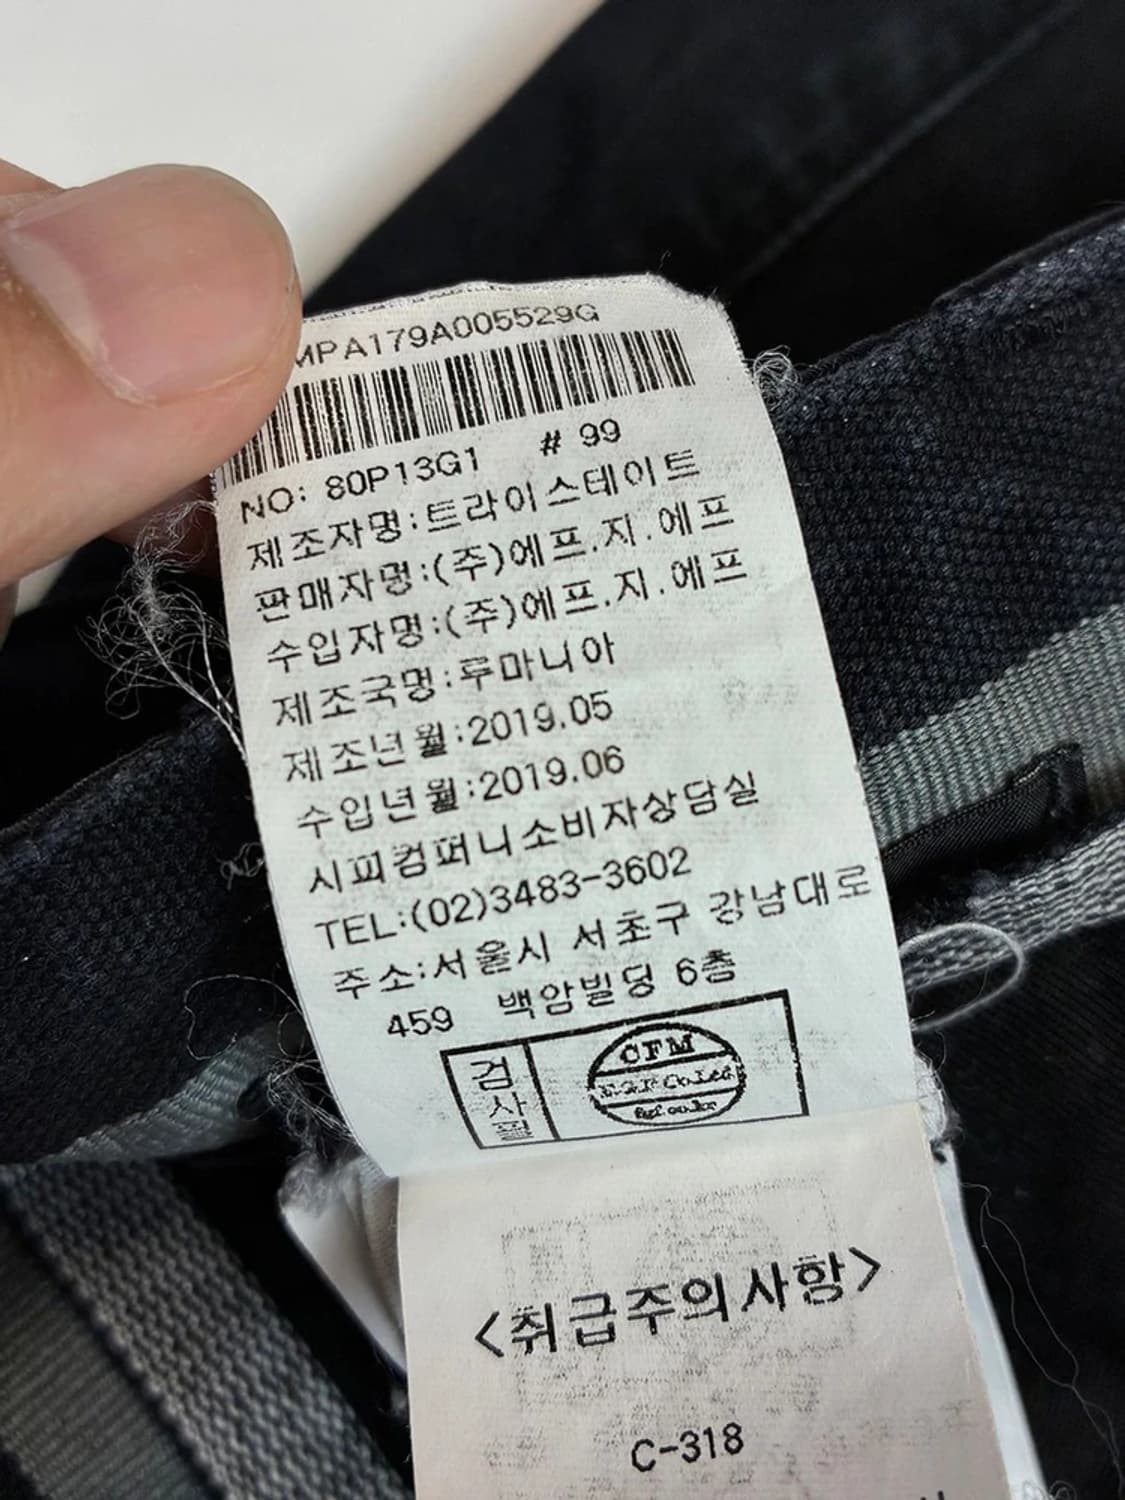 MPA179A005529G
NO: 80P13G1 # 99
제조자명:트라이스테이트
판매자명:(주)에프.지.에프
수입자명:(주)에프.지.에프
제조국명:루마니아
제조년월:2019.05
수입년월:2019.06
시피컴퍼니소비자상담실
TEL:(02)3483-3602
주소:서울시 서초구 강남대로
459 백암빌딩 6층
검사필
CFM
Co.Ltd
fgf.co.kr
<취급주의사항>
C-318